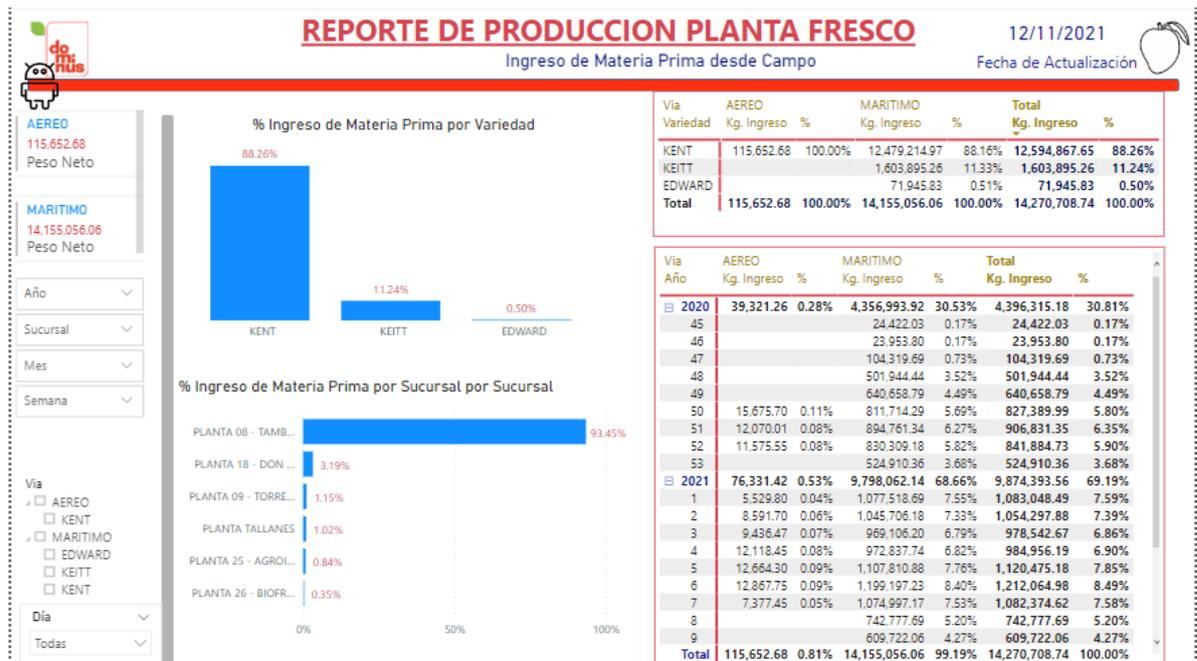 do
mi
nus
REPORTE DE PRODUCCION PLANTA FRESCO
Ingreso de Materia Prima desde Campo
12/11/2021
Fecha de Actualización
AEREO
115,652.68
Peso Neto
MARITIMO
14,155,056.06
Peso Neto
Año
Sucursal
Mes
Semana
Via
AEREO
KENT
MARITIMO
EDWARD
KEITT
KENT
Día
Todas
% Ingreso de Materia Prima por Variedad
88.26%
11.24%
0.50%
KENT KEITT EDWARD
% Ingreso de Materia Prima por Sucursal por Sucursal
PLANTA 08 - TAMB... 93.45%
PLANTA 18 - DON ... 3.19%
PLANTA 09 - TORRE... 1.15%
PLANTA TALLANES 1.02%
PLANTA 25 - AGROI... 0.84%
PLANTA 26 - BIOFR... 0.35%
0% 50% 100%
Via AEREO MARITIMO Total
Variedad Kg. Ingreso % Kg. Ingreso % Kg. Ingreso %
KENT 115,652.68 100.00% 12,479,214.97 88.16% 12,594,867.65 88.26%
KEITT 1,603,895.26 11.33% 1,603,895.26 11.24%
EDWARD 71,945.83 0.51% 71,945.83 0.50%
Total 115,652.68 100.00% 14,155,056.06 100.00% 14,270,708.74 100.00%
Via AEREO MARITIMO Total
Año Kg. Ingreso % Kg. Ingreso % Kg. Ingreso %
2020 39,321.26 0.28% 4,356,993.92 30.53% 4,396,315.18 30.81%
45 24,422.03 0.17% 24,422.03 0.17%
46 23,953.80 0.17% 23,953.80 0.17%
47 104,319.69 0.73% 104,319.69 0.73%
48 501,944.44 3.52% 501,944.44 3.52%
49 640,658.79 4.49% 640,658.79 4.49%
50 15,675.70 0.11% 811,714.29 5.69% 827,389.99 5.80%
51 12,070.01 0.08% 894,761.34 6.27% 906,831.35 6.35%
52 11,575.55 0.08% 830,309.18 5.82% 841,884.73 5.90%
53 524,910.36 3.68% 524,910.36 3.68%
2021 76,331.42 0.53% 9,798,062.14 68.66% 9,874,393.56 69.19%
1 5,529.80 0.04% 1,077,518.69 7.55% 1,083,048.49 7.59%
2 8,591.70 0.06% 1,045,706.18 7.33% 1,054,297.88 7.39%
3 9,436.47 0.07% 969,106.20 6.79% 978,542.67 6.86%
4 12,118.45 0.08% 972,837.74 6.82% 984,956.19 6.90%
5 12,664.30 0.09% 1,107,810.88 7.76% 1,120,475.18 7.85%
6 12,867.75 0.09% 1,199,197.23 8.40% 1,212,064.98 8.49%
7 7,377.45 0.05% 1,074,997.17 7.53% 1,082,374.62 7.58%
8 742,777.69 5.20% 742,777.69 5.20%
9 609,722.06 4.27% 609,722.06 4.27%
Total 115,652.68 0.81% 14,155,056.06 99.19% 14,270,708.74 100.00%